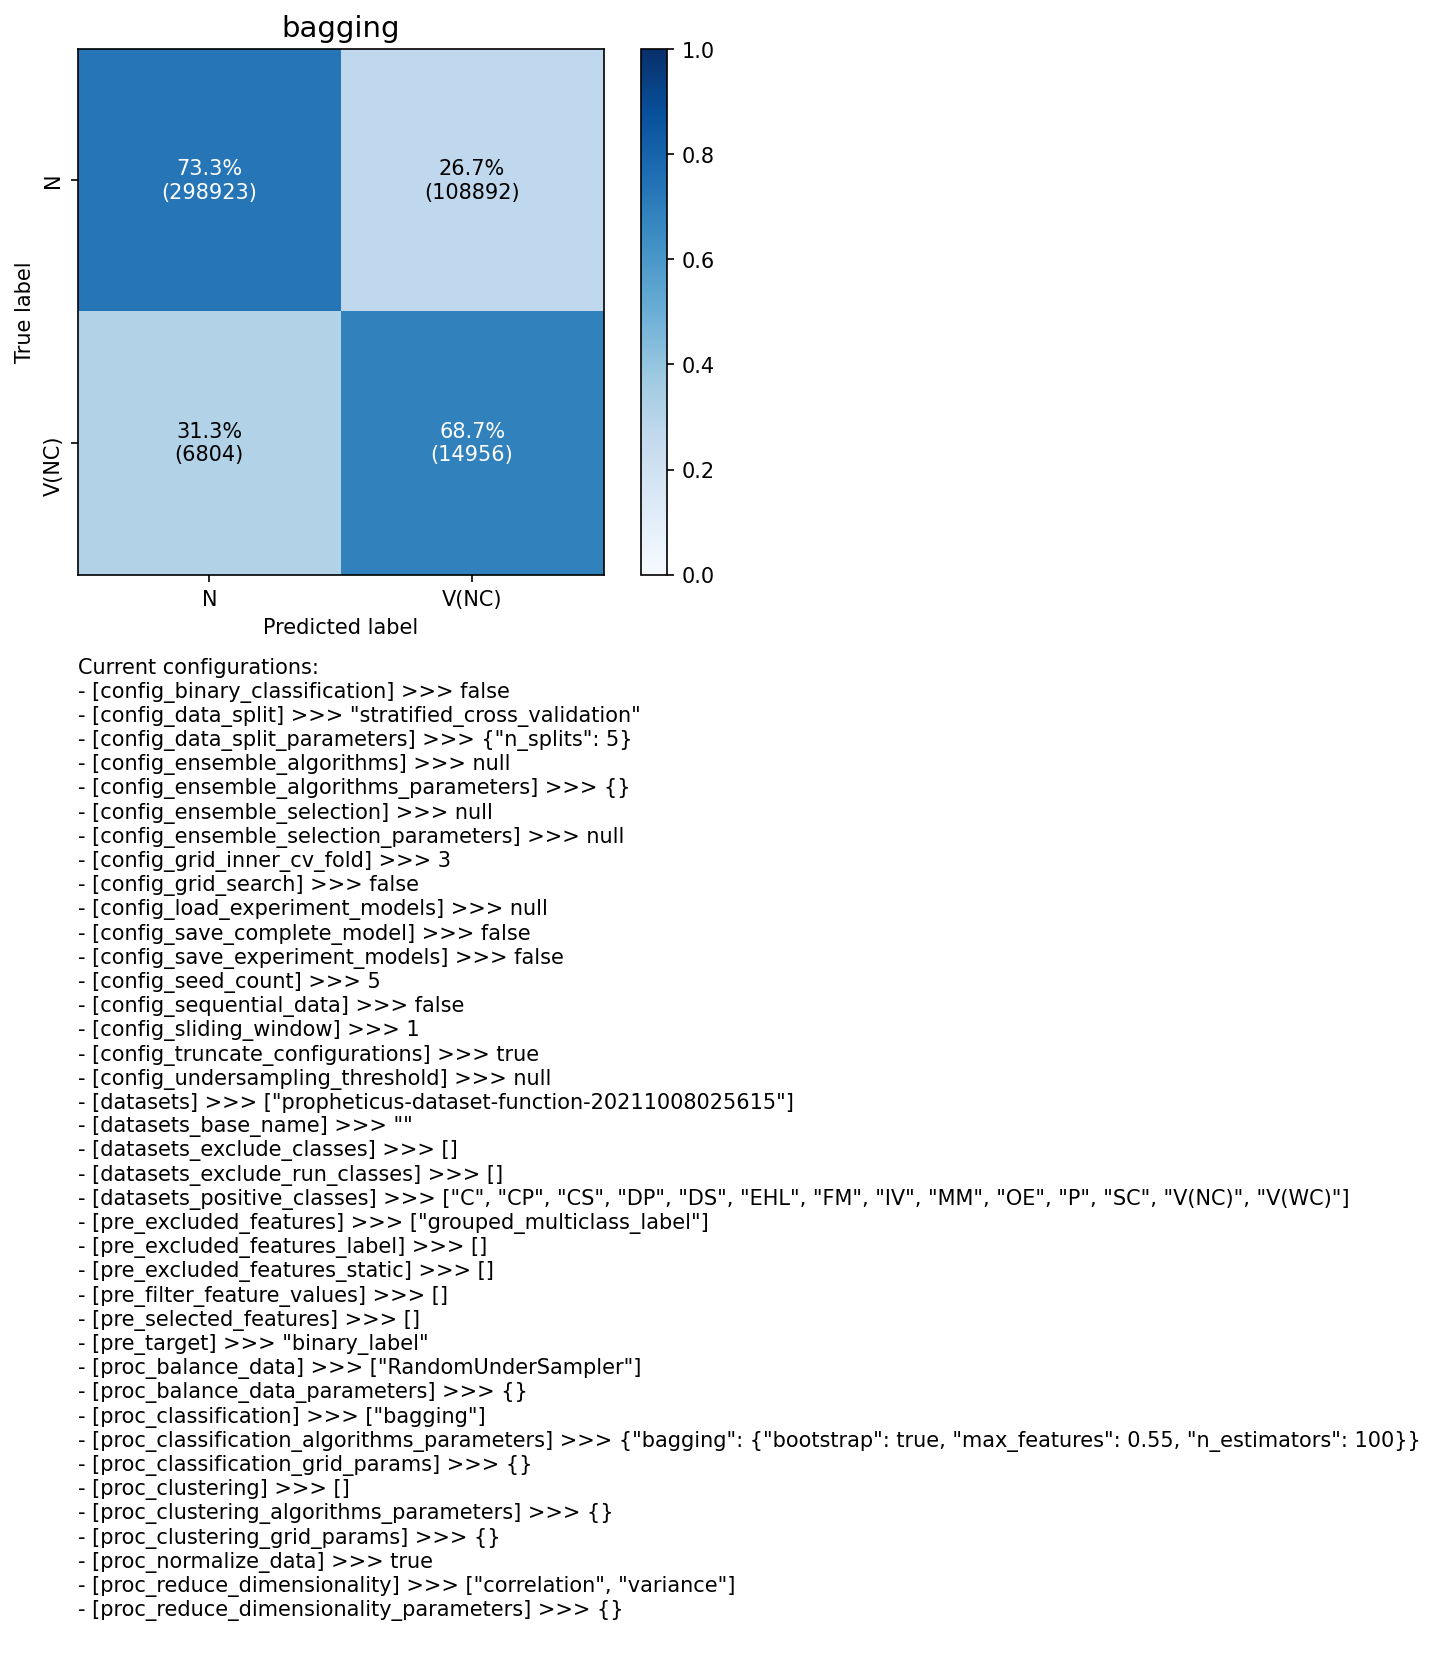 bagging
1.0
0.8
0.6
0.4
0.2
0.0
True label
N
V(NC)
73.3%
(298923)
26.7%
(108892)
31.3%
(6804)
68.7%
(14956)
N
V(NC)
Predicted label
Current configurations:
- [config_binary_classification] >>> false
- [config_data_split] >>> "stratified_cross_validation"
- [config_data_split_parameters] >>> {"n_splits": 5}
- [config_ensemble_algorithms] >>> null
- [config_ensemble_algorithms_parameters] >>> {}
- [config_ensemble_selection] >>> null
- [config_ensemble_selection_parameters] >>> null
- [config_grid_inner_cv_fold] >>> 3
- [config_grid_search] >>> false
- [config_load_experiment_models] >>> null
- [config_save_complete_model] >>> false
- [config_save_experiment_models] >>> false
- [config_seed_count] >>> 5
- [config_sequential_data] >>> false
- [config_sliding_window] >>> 1
- [config_truncate_configurations] >>> true
- [config_undersampling_threshold] >>> null
- [datasets] >>> ["propheticus-dataset-function-20211008025615"]
- [datasets_base_name] >>> ""
- [datasets_exclude_classes] >>> []
- [datasets_exclude_run_classes] >>> []
- [datasets_positive_classes] >>> ["C", "CP", "CS", "DP", "DS", "EHL", "FM", "IV", "MM", "OE", "P", "SC", "V(NC)", "V(WC)"]
- [pre_excluded_features] >>> ["grouped_multiclass_label"]
- [pre_excluded_features_label] >>> []
- [pre_excluded_features_static] >>> []
- [pre_filter_feature_values] >>> []
- [pre_selected_features] >>> []
- [pre_target] >>> "binary_label"
- [proc_balance_data] >>> ["RandomUnderSampler"]
- [proc_balance_data_parameters] >>> {}
- [proc_classification] >>> ["bagging"]
- [proc_classification_algorithms_parameters] >>> {"bagging": {"bootstrap": true, "max_features": 0.55, "n_estimators": 100}}
- [proc_classification_grid_params] >>> {}
- [proc_clustering] >>> []
- [proc_clustering_algorithms_parameters] >>> {}
- [proc_clustering_grid_params] >>> {}
- [proc_normalize_data] >>> true
- [proc_reduce_dimensionality] >>> ["correlation", "variance"]
- [proc_reduce_dimensionality_parameters] >>> {}